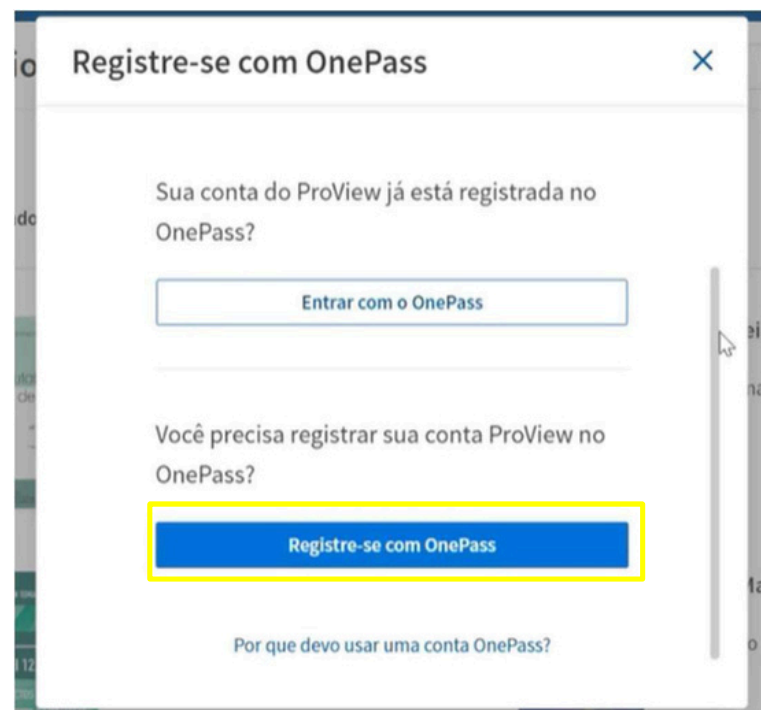 Registre-se com OnePass
Sua conta do ProView já está registrada no
OnePass?
Entrar com o OnePass
Você precisa registrar sua conta ProView no
OnePass?
Registre-se com OnePass
Por que devo usar uma conta OnePass?